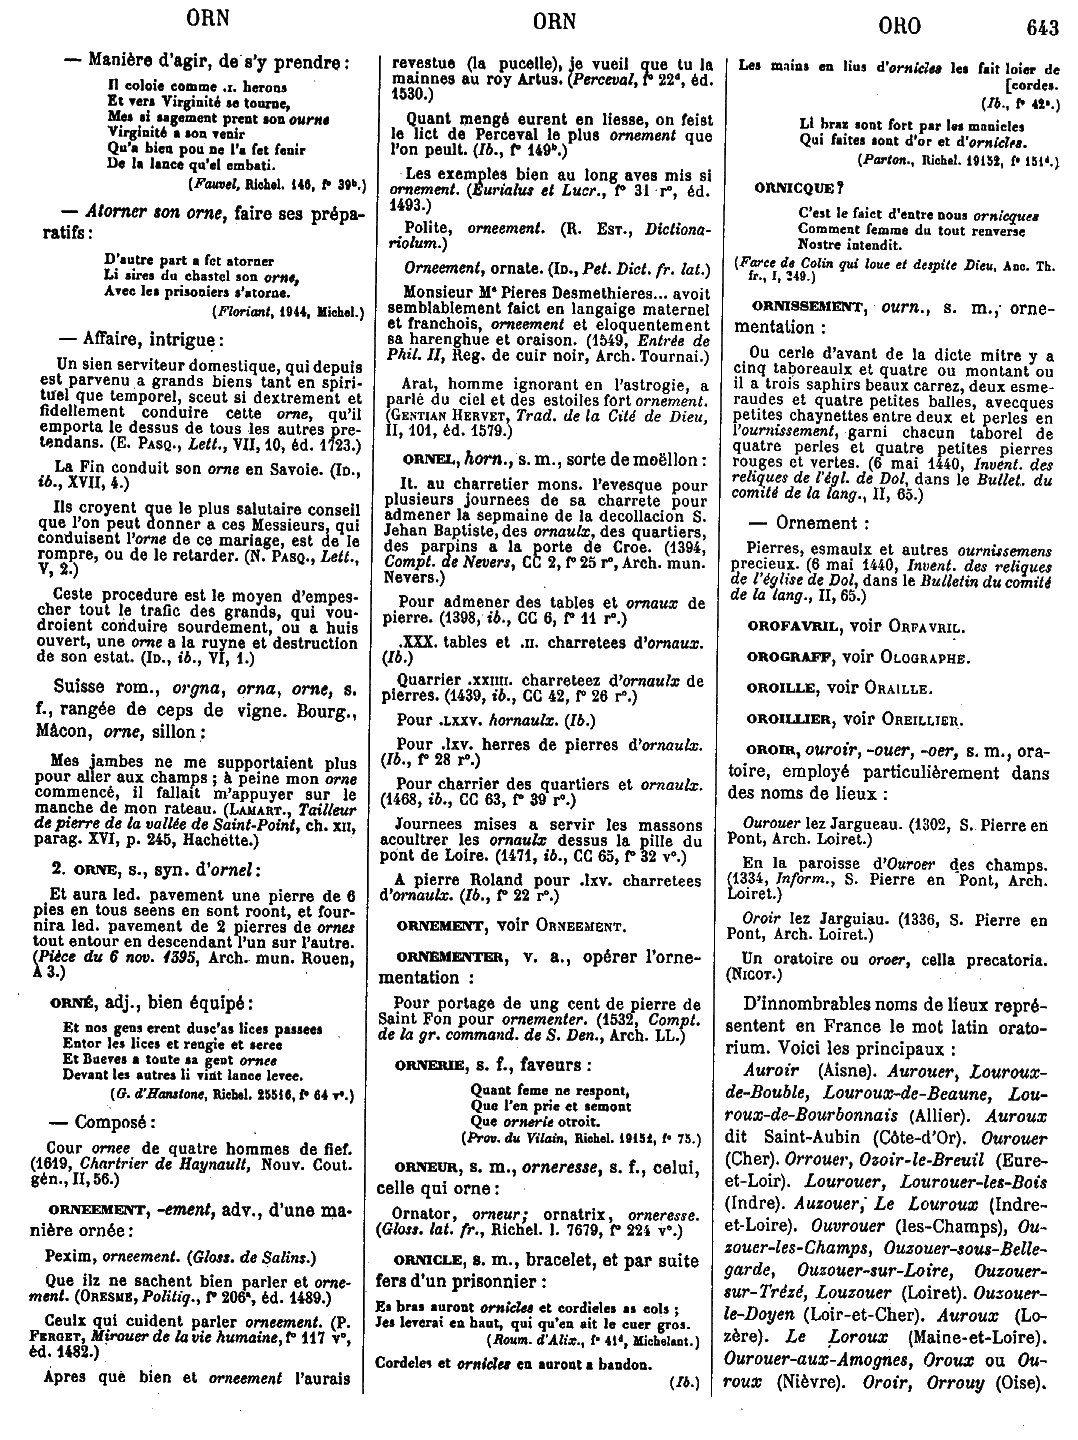 ORN
ORN
ORO
643
— Manière d'agir, de s'y prendre :
Il coloie comme .I. herons
Et vers Virginité se tourne,
Mes si sagement prent son ourne
Virginité a son venir
Qu'a bien pou ne l'a fet fenir
De la lance qu'el embati.
(Fauvel, Richel. 146, f° 39b.)
— Atorner son orne, faire ses prépa-
ratifs :
D'autre part a fet atorner
Li sires du chastel son orne,
Avec les prisoniers s'atorne.
(Floriant, 1944, Michel.)
— Affaire, intrigue :
Un sien serviteur domestique, qui depuis
est parvenu a grands biens tant en spiri-
tuel que temporel, sceut si dextrement et
fidellement conduire cette orne, qu'il
emporta le dessus de tous les autres pre-
tendans. (E. PASQ., Lett., VII, 10, éd. 1723.)
La Fin conduit son orne en Savoie. (ID.,
ib., XVII, 4.)
Ils croyent que le plus salutaire conseil
que l'on peut donner a ces Messieurs, qui
conduisent l'orne de ce mariage, est de le
rompre, ou de le retarder. (N. PASQ., Lett.,
V, 2.)
Ceste procedure est le moyen d'empes-
cher tout le trafic des grands, qui vou-
droient conduire sourdement, ou a huis
ouvert, une orne a la ruyne et destruction
de son estat. (ID., ib., VI, 1.)
Suisse rom., orgna, orna, orne, s.
f., rangée de ceps de vigne. Bourg.,
Mâcon, orne, sillon :
Mes jambes ne me supportaient plus
pour aller aux champs ; à peine mon orne
commencé, il fallait m'appuyer sur le
manche de mon rateau. (LAMART., Tailleur
de pierre de la vallée de Saint-Point, ch. XII,
parag. XVI, p. 245, Hachette.)
2. ORNE, s., syn. d'ornel :
Et aura led. pavement une pierre de 6
pies en tous seens en sont roont, et four-
nira led. pavement de 2 pierres de ornes
tout entour en descendant l'un sur l'autre.
(Pièce du 6 nov. 1395, Arch. mun. Rouen,
A 3.)
ORNÉ, adj., bien équipé :
Et nos gens erent dusc'as lices passees
Entor les lices et rengie et seree
Et Bueves a toute sa gent ornee
Devant les autres li vint lance levee.
(G. d'Hanstone, Richel. 25516, f° 64 v°.)
— Composé :
Cour ornee de quatre hommes de fief.
(1619, Chartrier de Haynault, Nouv. Cout.
gén., II, 56.)
ORNEEMENT, -ement, adv., d'une ma-
nière ornée :
Pexim, orneement. (Gloss. de Salins.)
Que ilz ne sachent bien parler et orne-
ment. (ORESME, Politiq., f° 206a, éd. 1489.)
Ceulx qui cuident parler orneement. (P.
FERGET, Mirouer de la vie humaine, f° 117 v°,
éd. 1482.)
Apres que bien et orneement l'aurais
revestue (la pucelle), je vueil que tu la
mainnes au roy Artus. (Perceval, f° 22d, éd.
1530.)
Quant mengé eurent en liesse, on feist
le lict de Perceval le plus ornement que
l'on peult. (Ib., f° 149b.)
Les exemples bien au long aves mis si
ornement. (Eurialus et Lucr., f° 31 r°, éd.
1493.)
Polite, orneement. (R. EST., Dictiona-
riolum.)
Orneement, ornate. (ID., Pet. Dict. fr. lat.)
Monsieur Me Pieres Desmethieres... avoit
semblablement faict en langaige maternel
et franchois, orneement et eloquentement
sa harenghue et oraison. (1549, Entrée de
Phil. II, Reg. de cuir noir, Arch. Tournai.)
Arat, homme ignorant en l'astrogie, a
parlé du ciel et des estoiles fort ornement.
(GENTIAN HERVET, Trad. de la Cité de Dieu,
II, 101, éd. 1579.)
ORNEL, horn., s. m., sorte de moëllon :
It. au charretier mons. l'evesque pour
plusieurs journees de sa charrete pour
admener la sepmaine de la decollacion S.
Jehan Baptiste, des ornaulx, des quartiers,
des parpins a la porte de Croe. (1394,
Compt. de Nevers, CC 2, f° 25 r°, Arch. mun.
Nevers.)
Pour admener des tables et ornaux de
pierre. (1398, ib., CC 6, f° 11 r°.)
.XXX. tables et .II. charretees d'ornaux.
(Ib.)
Quarrier .XXIIII. charreteez d'ornaulx de
pierres. (1439, ib., CC 42, f° 26 r°.)
Pour .LXXV. hornaulx. (Ib.)
Pour .lxv. herres de pierres d'ornaulx.
(Ib., f° 28 r°.)
Pour charrier des quartiers et ornaulx.
(1468, ib., CC 63, f° 39 r°.)
Journees mises a servir les massons
acoultrer les ornaulx dessus la pille du
pont de Loire. (1471, ib., CC 65, f° 32 v°.)
A pierre Roland pour .lxv. charretees
d'ornaulx. (Ib., f° 22 r°.)
ORNEMENT, voir ORNEEMENT.
ORNEMENTER, v. a., opérer l'orne-
mentation :
Pour portage de ung cent de pierre de
Saint Fon pour ornementer. (1532, Compt.
de la gr. command. de S. Den., Arch. LL.)
ORNERIE, s. f., faveurs :
Quant feme ne respont,
Que l'en prie et semont
Que ornerie otroit.
(Prov. du Vilain, Richel. 19152, f° 75.)
ORNEUR, s. m., orneresse, s. f., celui,
celle qui orne :
Ornator, orneur; ornatrix, orneresse.
(Gloss. lat. fr., Richel. l. 7679, f° 224 v°.)
ORNICLE, s. m., bracelet, et par suite
fers d'un prisonnier :
Es bras auront ornicles et cordieles as cols ;
Jes leverai en haut, qui qu'en ait le cuer gros.
(Roum. d'Alix., f° 41d, Michelant.)
Cordeles et ornicles en auront a bandon.
(Ib.)
Les mains en lius d'ornicles les fait loier de
[cordes.
(Ib., f° 42a.)
Li braz sont fort par les manicles
Qui faites sont d'or et d'ornicles.
(Parton., Richel. 19152, f° 151d.)
ORNICQUE?
C'est le faict d'entre nous ornicques
Comment femme du tout renverse
Nostre intendit.
(Farce de Colin qui loue et despite Dieu, Anc. Th.
fr., I, 249.)
ORNISSEMENT, ourn., s. m., orne-
mentation :
Ou cerle d'avant de la dicte mitre y a
cinq taboreaulx et quatre ou montant ou
il a trois saphirs beaux carrez, deux esme-
raudes et quatre petites balles, avecques
petites chaynettes entre deux et perles en
l'ournissement, garni chacun taborel de
quatre perles et quatre petites pierres
rouges et vertes. (6 mai 1440, Invent. des
reliques de l'égl. de Dol, dans le Bullet. du
comité de la lang., II, 65.)
— Ornement :
Pierres, esmaulx et autres ournissemens
precieux. (6 mai 1440, Invent. des reliques
de l'église de Dol, dans le Bulletin du comité
de la lang., II, 65.)
OROFAVRIL, voir ORFAVRIL.
OROGRAFF, voir OLOGRAPHE.
OROILLE, voir ORAILLE.
OROILLIER, voir OREILLIER.
OROIR, ouroir, -ouer, -oer, s. m., ora-
toire, employé particulièrement dans
des noms de lieux :
Ourouer lez Jargueau. (1302, S. Pierre en
Pont, Arch. Loiret.)
En la paroisse d'Ouroer des champs.
(1334, Inform., S. Pierre en Pont, Arch.
Loiret.)
Oroir lez Jarguiau. (1336, S. Pierre en
Pont, Arch. Loiret.)
Un oratoire ou oroer, cella precatoria.
(NICOT.)
D'innombrables noms de lieux repré-
sentent en France le mot latin orato-
rium. Voici les principaux :
Auroir (Aisne). Aurouer, Louroux-
de-Bouble, Louroux-de-Beaune, Lou-
roux-de-Bourbonnais (Allier). Auroux
dit Saint-Aubin (Côte-d'Or). Ourouer
(Cher). Orrouer, Ozoir-le-Breuil (Eure-
et-Loir). Lourouer, Lourouer-les-Bois
(Indre). Auzouer, Le Louroux (Indre-
et-Loire). Ouvrouer (les-Champs), Ou-
zouer-les-Champs, Ouzouer-sous-Belle-
garde, Ouzouer-sur-Loire, Ouzouer-
sur-Trézé, Louzouer (Loiret). Ouzouer-
le-Doyen (Loir-et-Cher). Auroux (Lo-
zère). Le Loroux (Maine-et-Loire).
Ourouer-aux-Amognes, Oroux ou Ou-
roux (Nièvre). Oroir, Orrouy (Oise).